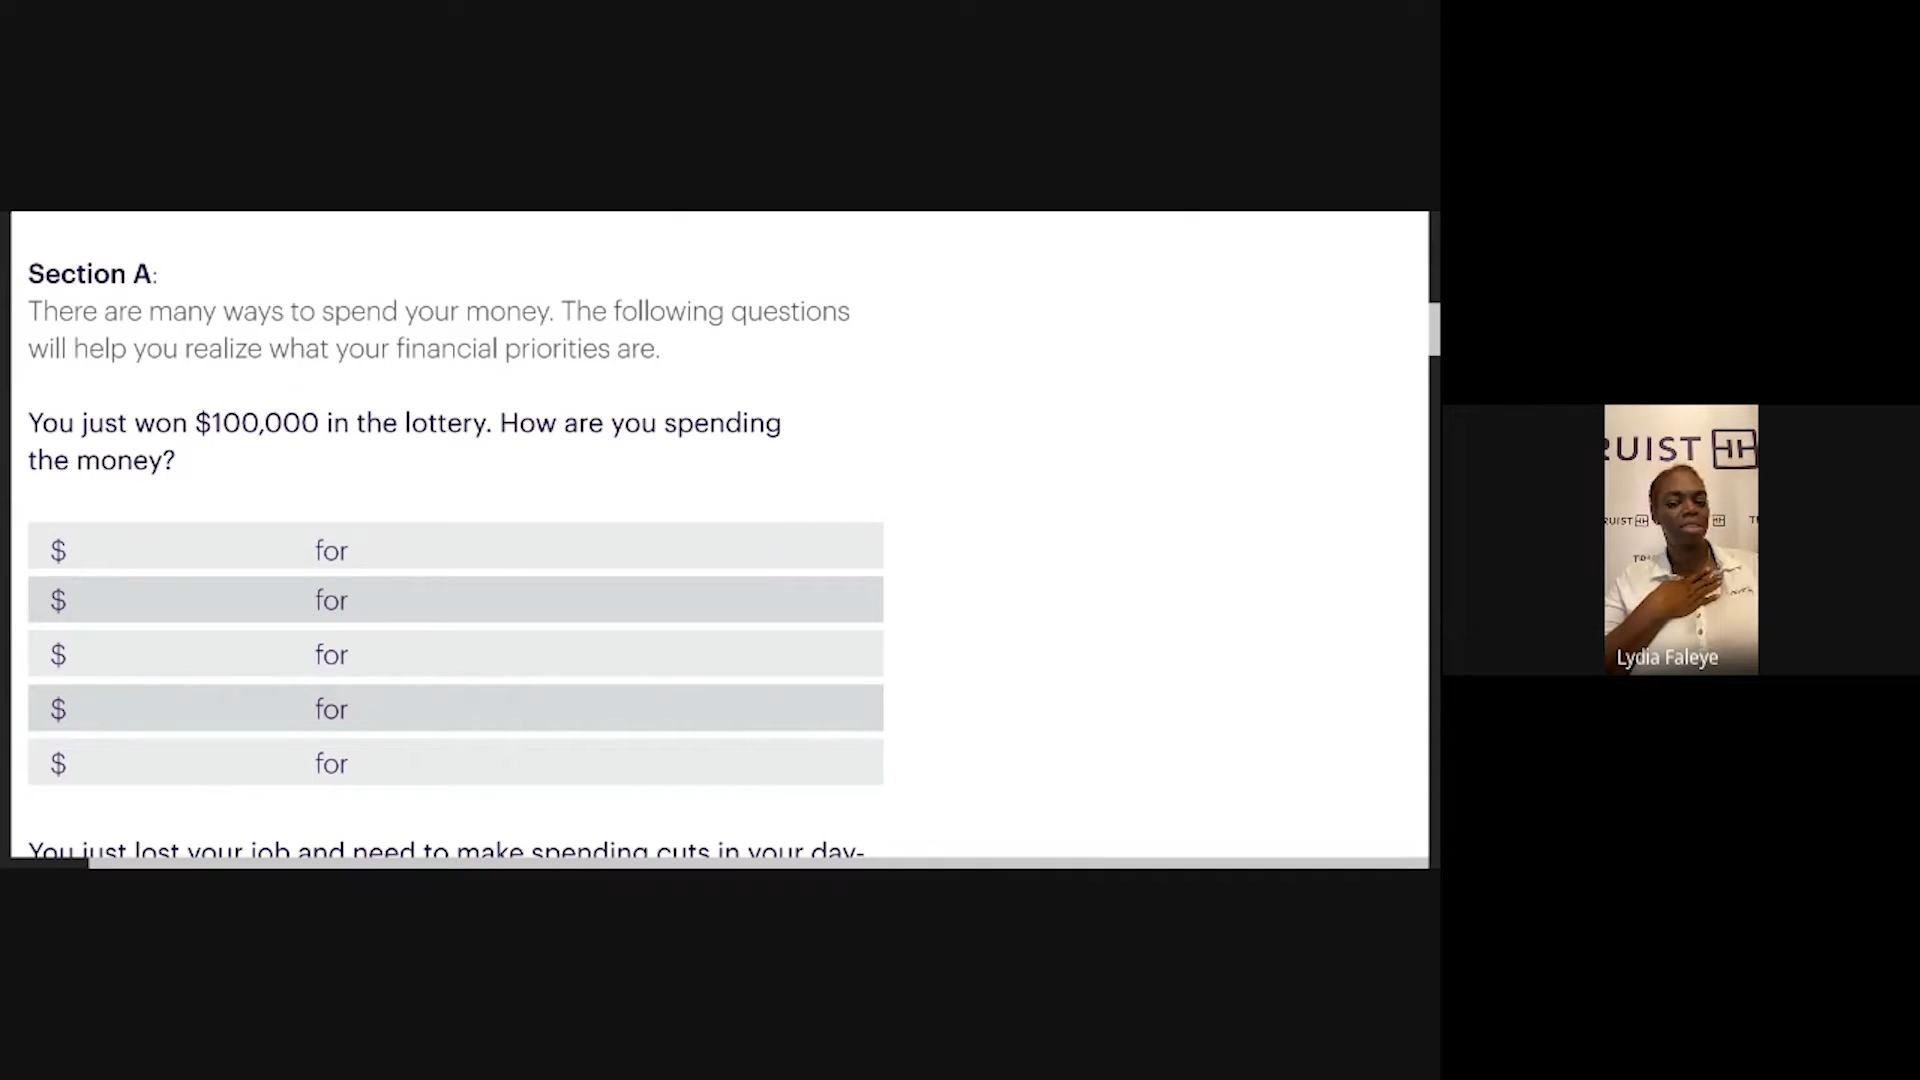 Section A:
There are many ways to spend your money. The following questions
will help you realize what your financial priorities are.
You just won $100,000 in the lottery. How are you spending
the money?
$ for
$ for
$ for
$ for
$ for
You just lost your job and need to make spending cuts in your day-
RUIST
RUIST
Lydia Faleye